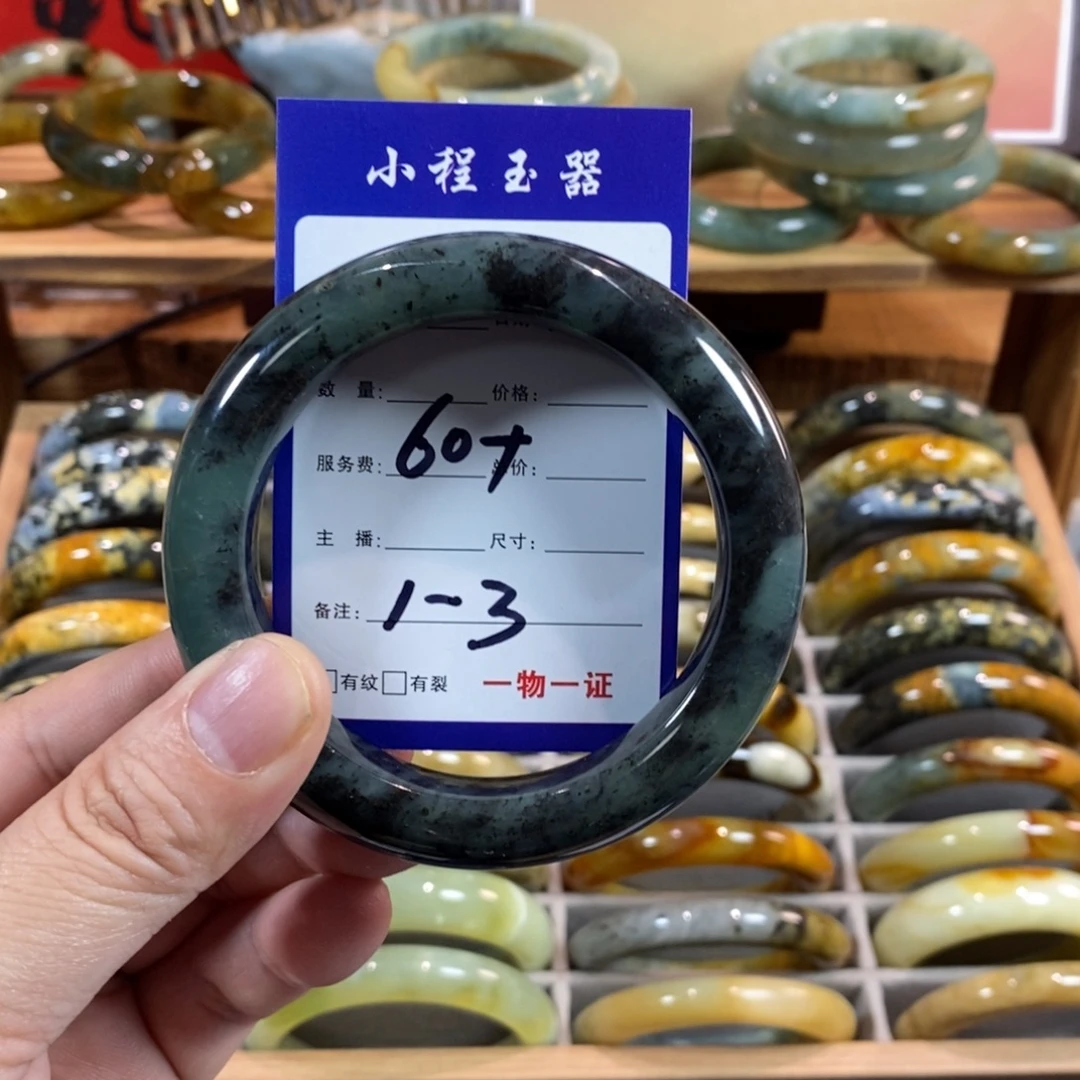 小程玉器
数 量: 价格:
60+
服务费: 总价:
主 播: 尺寸:
1-3
备注:
有纹 有裂 一物一证